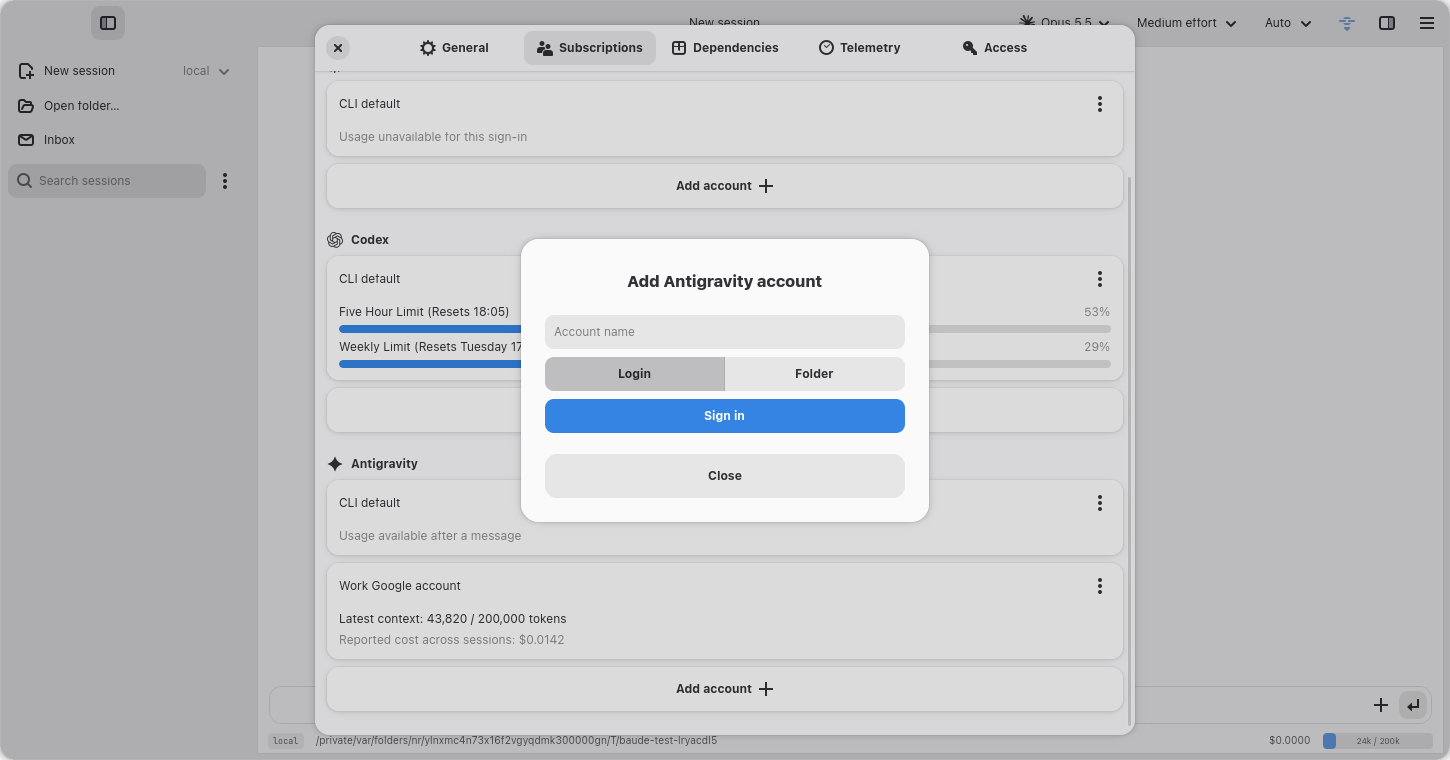 New session
Opus 5.5
Medium effort
Auto
General
Subscriptions
Dependencies
Telemetry
Access
New session
local
Open folder...
Inbox
Search sessions
CLI default
Usage unavailable for this sign-in
Add account
Codex
CLI default
Five Hour Limit (Resets 18:05)
53%
Weekly Limit (Resets Tuesday 17
29%
Add Antigravity account
Account name
Login
Folder
Sign in
Close
Antigravity
CLI default
Usage available after a message
Work Google account
Latest context: 43,820 / 200,000 tokens
Reported cost across sessions: $0.0142
Add account
local
/private/var/folders/nr/ylnxmc4n73x16f2vgyqdmk300000gn/T/baude-test-lryacdl5
$0.0000
24k / 200k